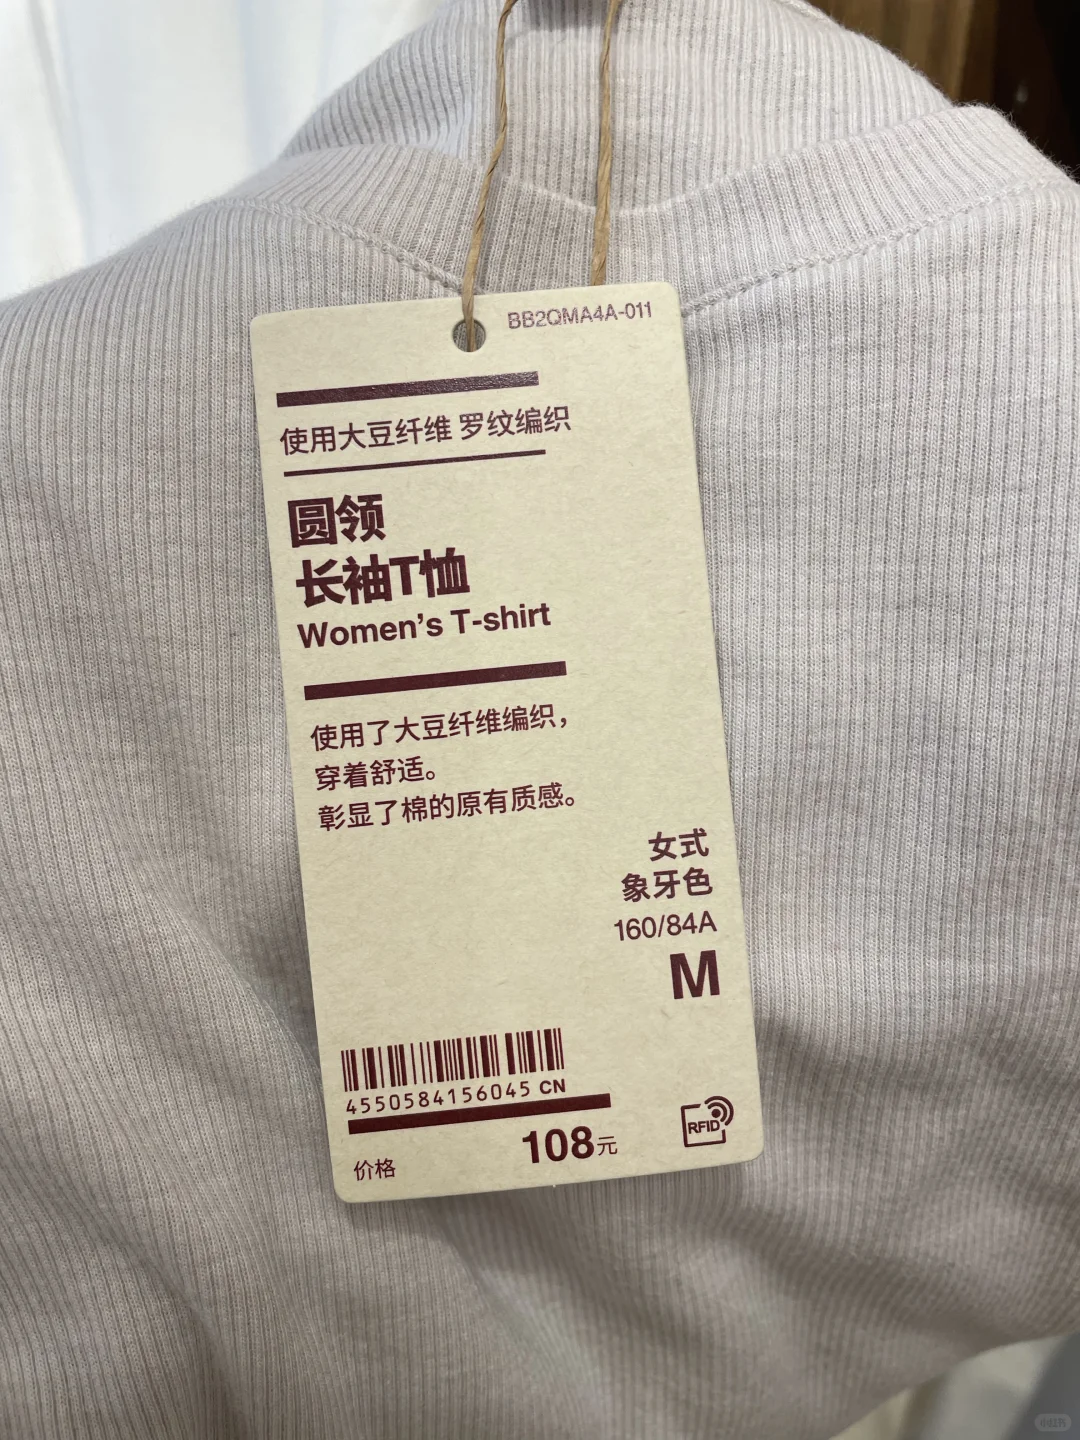 BB2QMA4A-011
使用大豆纤维 罗纹编织
圆领
长袖T恤
Women's T-shirt
使用了大豆纤维编织，
穿着舒适。
彰显了棉的原有质感。
女式
象牙色
160/84A
M
4550584156045 CN
价格 108元
RFID
小红书